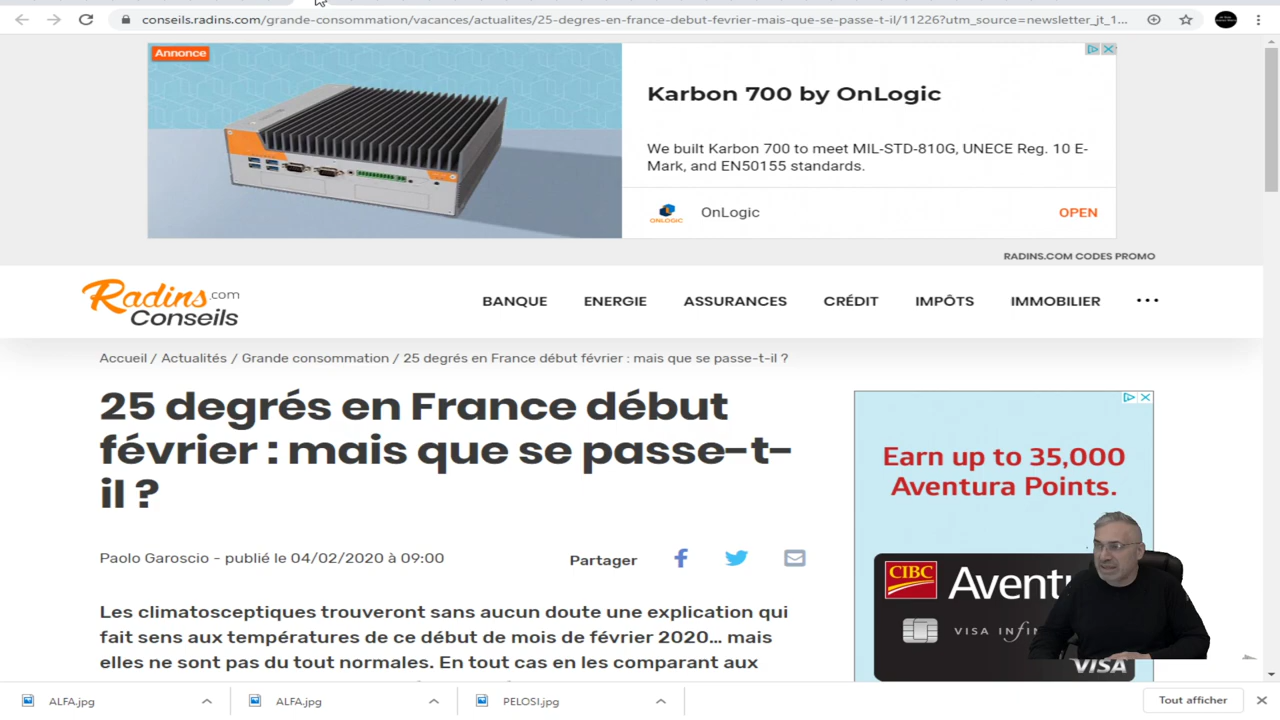 conseils.radins.com/grande-consommation/vacances/actualites/25-degres-en-france-debut-fevrier-mais-que-se-passe-t-il/11226?utm_source=newsletter_jt_1...
Annonce
Karbon 700 by OnLogic
We built Karbon 700 to meet MIL-STD-810G, UNECE Reg. 10 E-
Mark, and EN50155 standards.
ONLOGIC
OnLogic
OPEN
RADINS.COM CODES PROMO
Radins.com
Conseils
BANQUE
ENERGIE
ASSURANCES
CRÉDIT
IMPÔTS
IMMOBILIER
Accueil / Actualités / Grande consommation / 25 degrés en France début février : mais que se passe-t-il ?
25 degrés en France début
février : mais que se passe-t-
il ?
Paolo Garoscio - publié le 04/02/2020 à 09:00
Partager
Les climatosceptiques trouveront sans aucun doute une explication qui
fait sens aux températures de ce début de mois de février 2020... mais
elles ne sont pas du tout normales. En tout cas en les comparant aux
Earn up to 35,000
Aventura Points.
CIBC
Aventu
VISA INFIN
VISA
ALFA.jpg
ALFA.jpg
PELOSI.jpg
Tout afficher